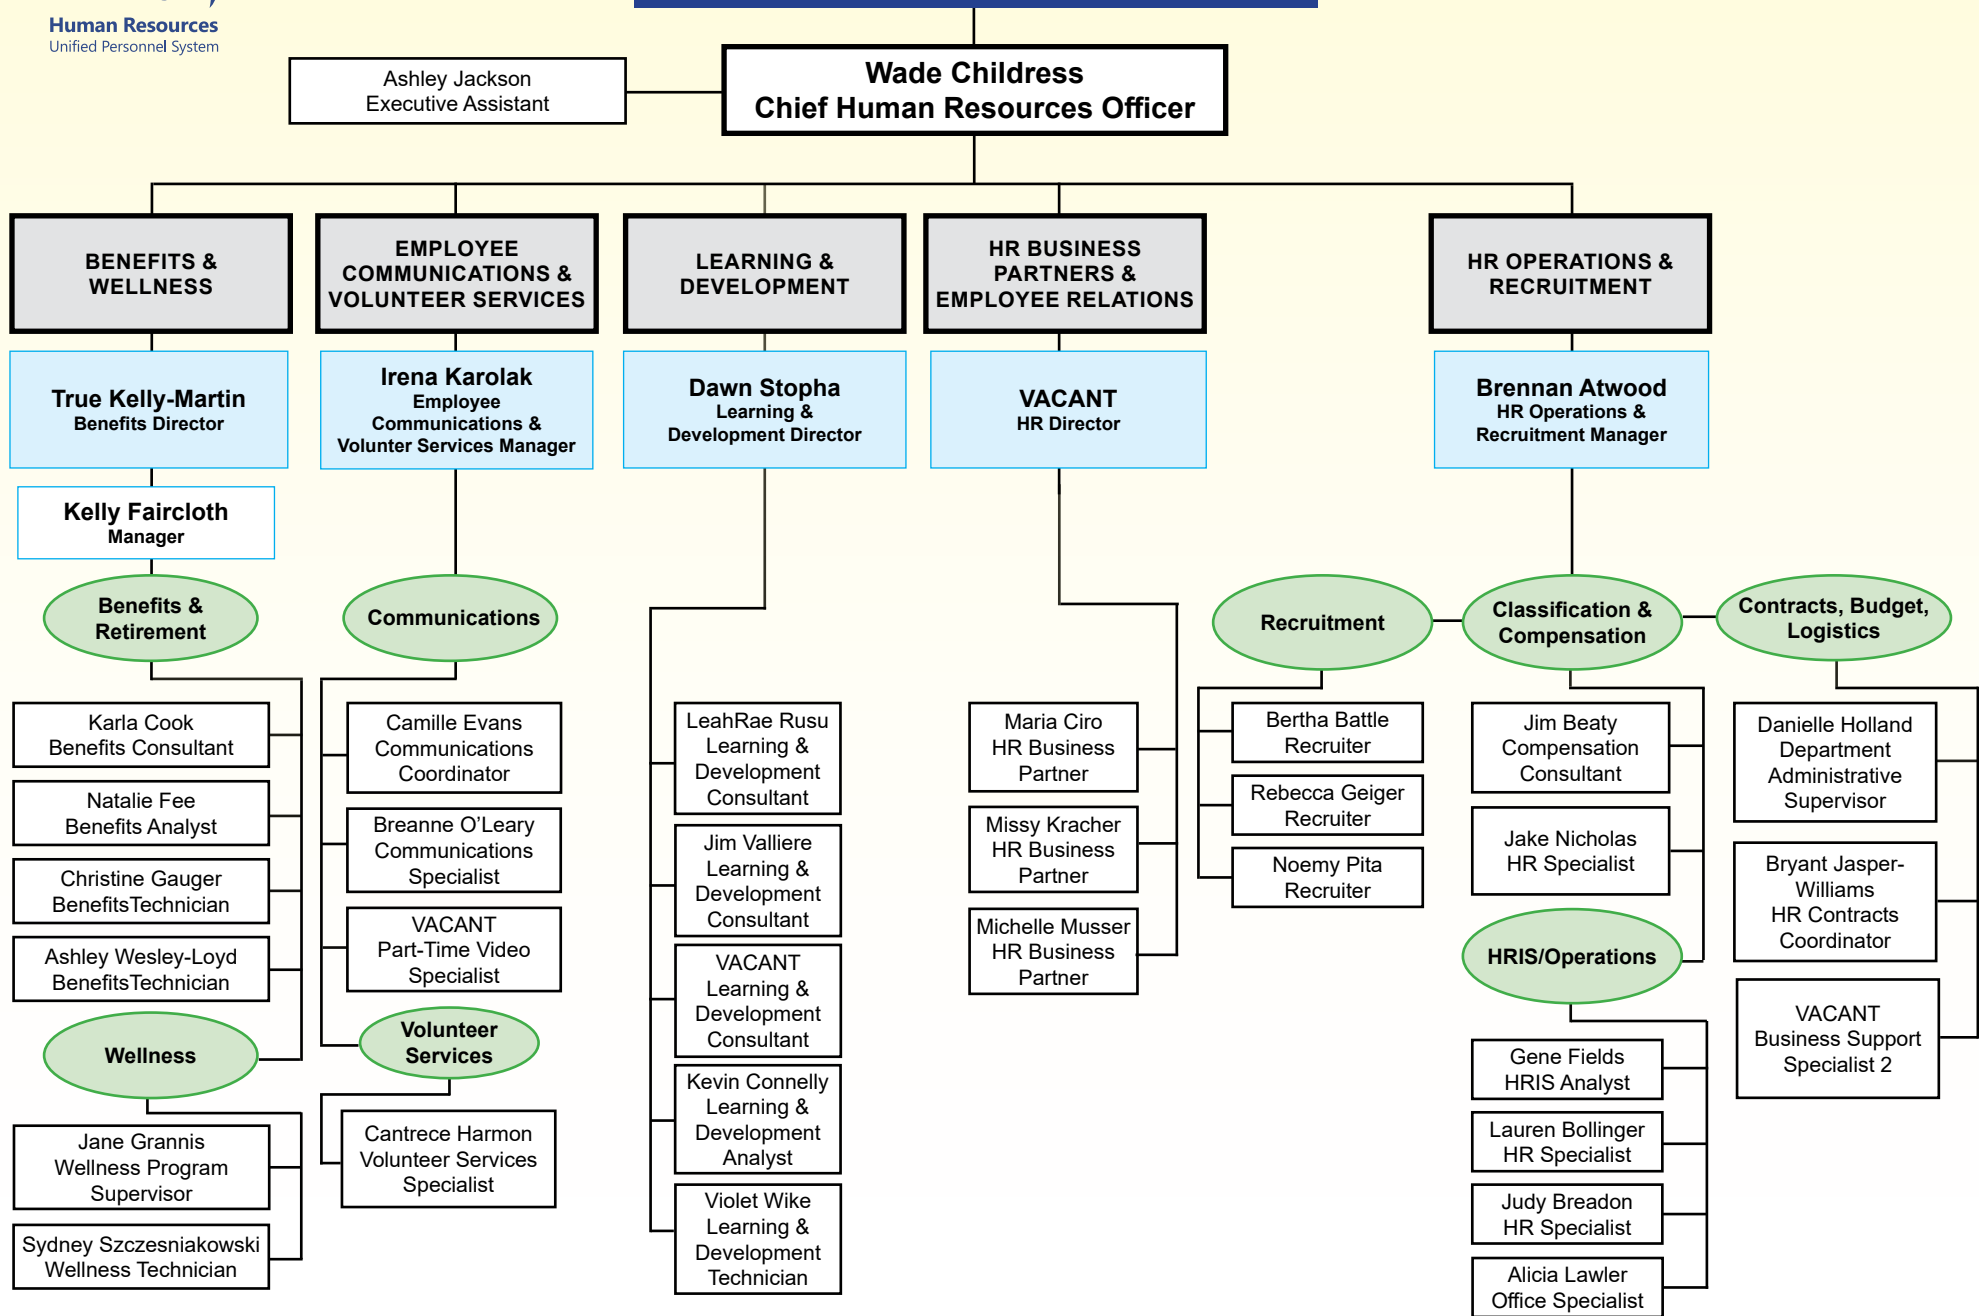 Human Resources
Unified Personnel System
Ashley Jackson
Executive Assistant
Wade Childress
Chief Human Resources Officer
BENEFITS &
WELLNESS
EMPLOYEE
COMMUNICATIONS &
VOLUNTEER SERVICES
LEARNING &
DEVELOPMENT
HR BUSINESS
PARTNERS &
EMPLOYEE RELATIONS
HR OPERATIONS &
RECRUITMENT
True Kelly-Martin
Benefits Director
Irena Karolak
Employee
Communications &
Volunter Services Manager
Dawn Stopha
Learning &
Development Director
VACANT
HR Director
Brennan Atwood
HR Operations &
Recruitment Manager
Kelly Faircloth
Manager
Benefits &
Retirement
Karla Cook
Benefits Consultant
Natalie Fee
Benefits Analyst
Christine Gauger
BenefitsTechnician
Ashley Wesley-Loyd
BenefitsTechnician
Wellness
Jane Grannis
Wellness Program
Supervisor
Sydney Szczesniakowski
Wellness Technician
Communications
Camille Evans
Communications
Coordinator
Breanne O’Leary
Communications
Specialist
VACANT
Part-Time Video
Specialist
Volunteer
Services
Cantrece Harmon
Volunteer Services
Specialist
LeahRae Rusu
Learning &
Development
Consultant
Jim Valliere
Learning &
Development
Consultant
VACANT
Learning &
Development
Consultant
Kevin Connelly
Learning &
Development
Analyst
Violet Wike
Learning &
Development
Technician
Maria Ciro
HR Business
Partner
Missy Kracher
HR Business
Partner
Michelle Musser
HR Business
Partner
Recruitment
Bertha Battle
Recruiter
Rebecca Geiger
Recruiter
Noemy Pita
Recruiter
Classification &
Compensation
Jim Beaty
Compensation
Consultant
Jake Nicholas
HR Specialist
HRIS/Operations
Gene Fields
HRIS Analyst
Lauren Bollinger
HR Specialist
Judy Breadon
HR Specialist
Alicia Lawler
Office Specialist
Contracts, Budget,
Logistics
Danielle Holland
Department
Administrative
Supervisor
Bryant Jasper-
Williams
HR Contracts
Coordinator
VACANT
Business Support
Specialist 2